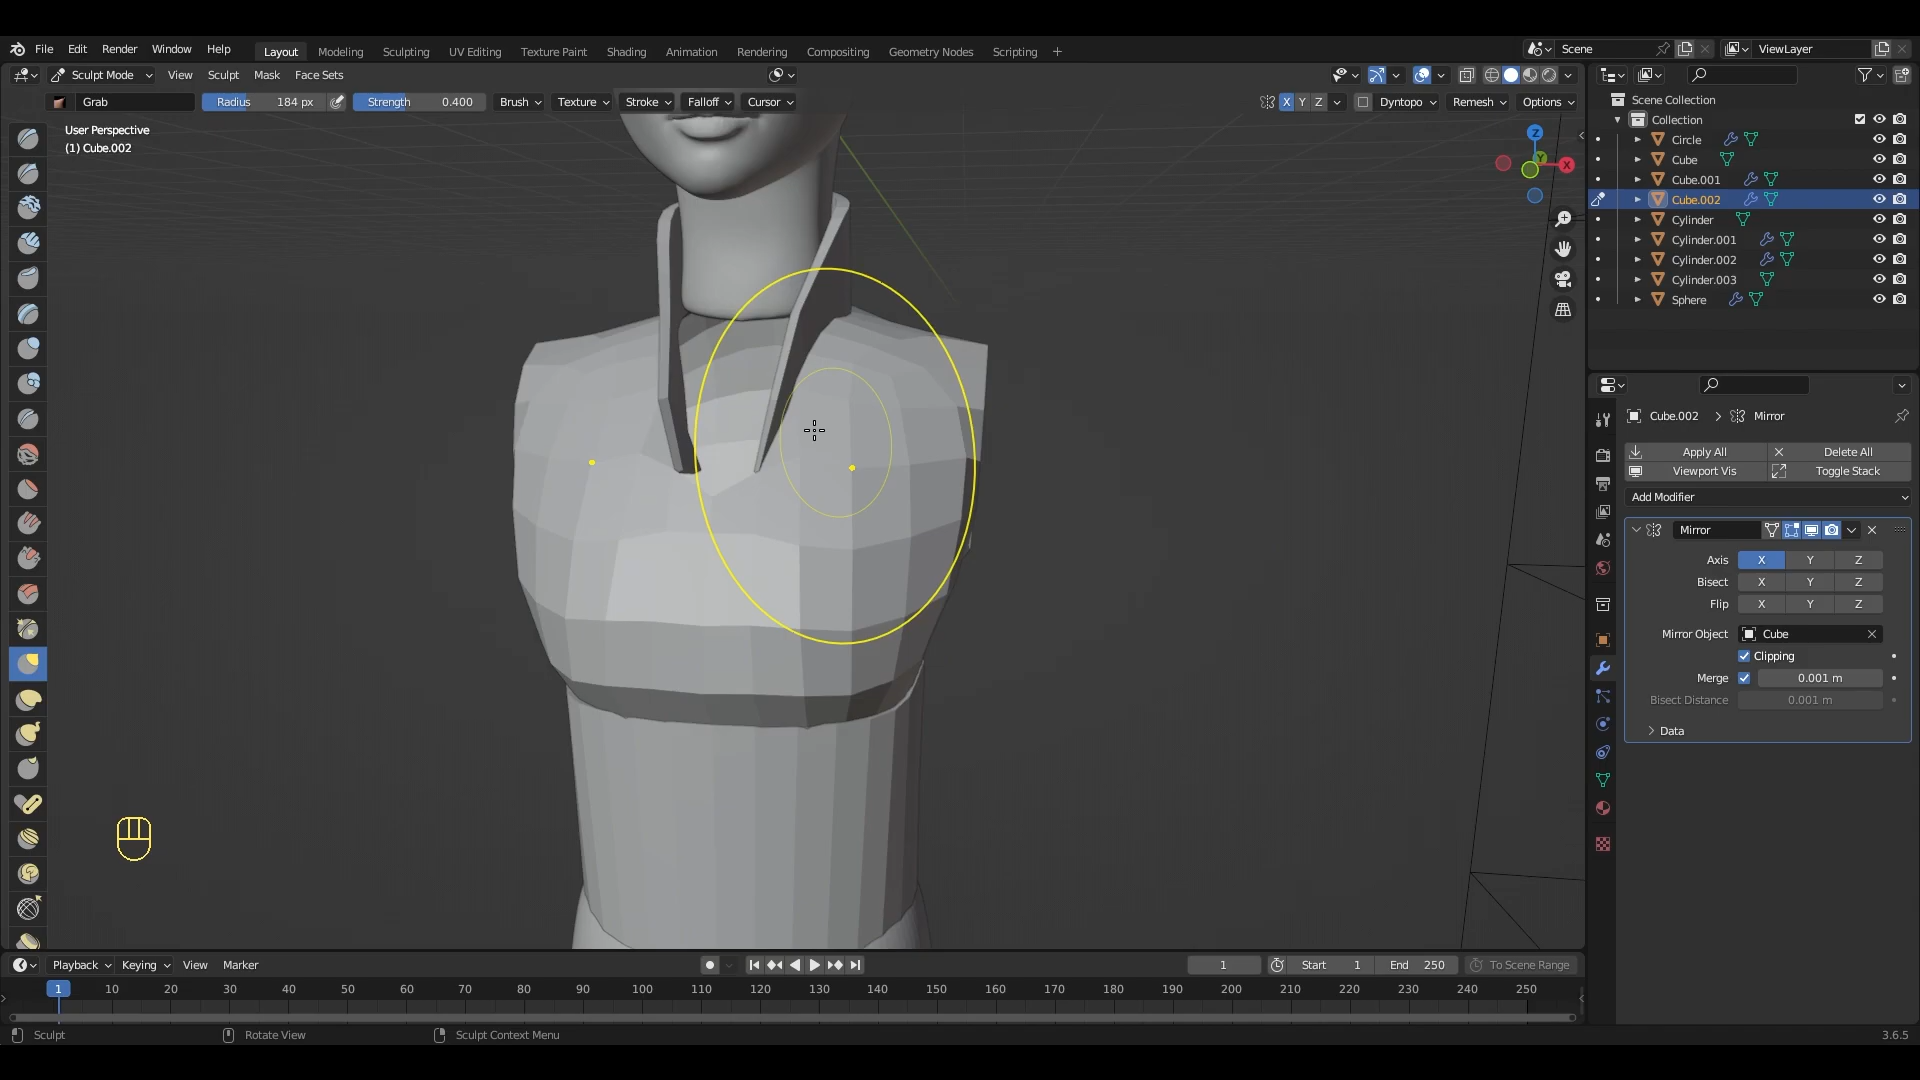 File Edit Render Window Help Layout Modeling Sculpting UV Editing Texture Paint Shading Animation Rendering Compositing Geometry Nodes Scripting + Scene ViewLayer
Sculpt Mode View Sculpt Mask Face Sets
Grab Radius 184 px Strength 0.400 Brush Texture Stroke Falloff Cursor X Y Z Dyntopo Remesh Options
User Perspective
(1) Cube.002
Z
Y
X
Scene Collection
Collection
Circle
Cube
Cube.001
Cube.002
Cylinder
Cylinder.001
Cylinder.002
Cylinder.003
Sphere
Cube.002 > Mirror
Apply All Delete All
Viewport Vis Toggle Stack
Add Modifier
Mirror
Axis X Y Z
Bisect X Y Z
Flip X Y Z
Mirror Object Cube
Clipping
Merge 0.001 m
Bisect Distance 0.001 m
Data
Playback Keying View Marker 1 Start 1 End 250 To Scene Range
1 10 20 30 40 50 60 70 80 90 100 110 120 130 140 150 160 170 180 190 200 210 220 230 240 250
Sculpt Rotate View Sculpt Context Menu 3.6.5